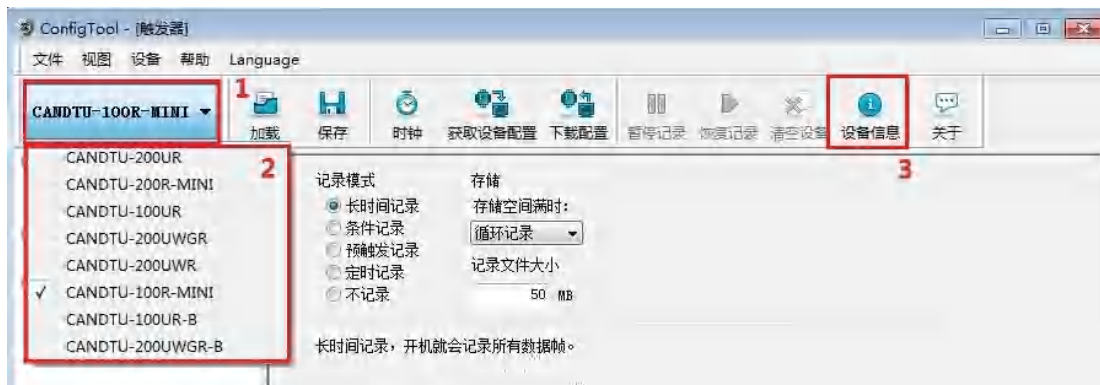 ConfigTool - [触发器]
文件 视图 设备 帮助 Language
CANDTU-100R-MINI
1
加载 保存 时钟 获取设备配置 下载配置 暂停记录 恢复记录 清空设备 设备信息 关于
2
3
CANDTU-200UR
CANDTU-200R-MINI
CANDTU-100UR
CANDTU-200UWGR
CANDTU-200UWR
√ CANDTU-100R-MINI
CANDTU-100UR-B
CANDTU-200UWGR-B
记录模式
长时间记录
条件记录
预触发记录
定时记录
不记录
存储
存储空间满时:
循环记录
记录文件大小
50 MB
长时间记录，开机就会记录所有数据帧。